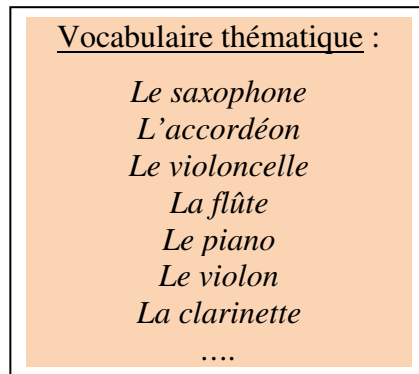 Vocabulaire thématique :
Le saxophone
L’accordéon
Le violoncelle
La flûte
Le piano
Le violon
La clarinette
….